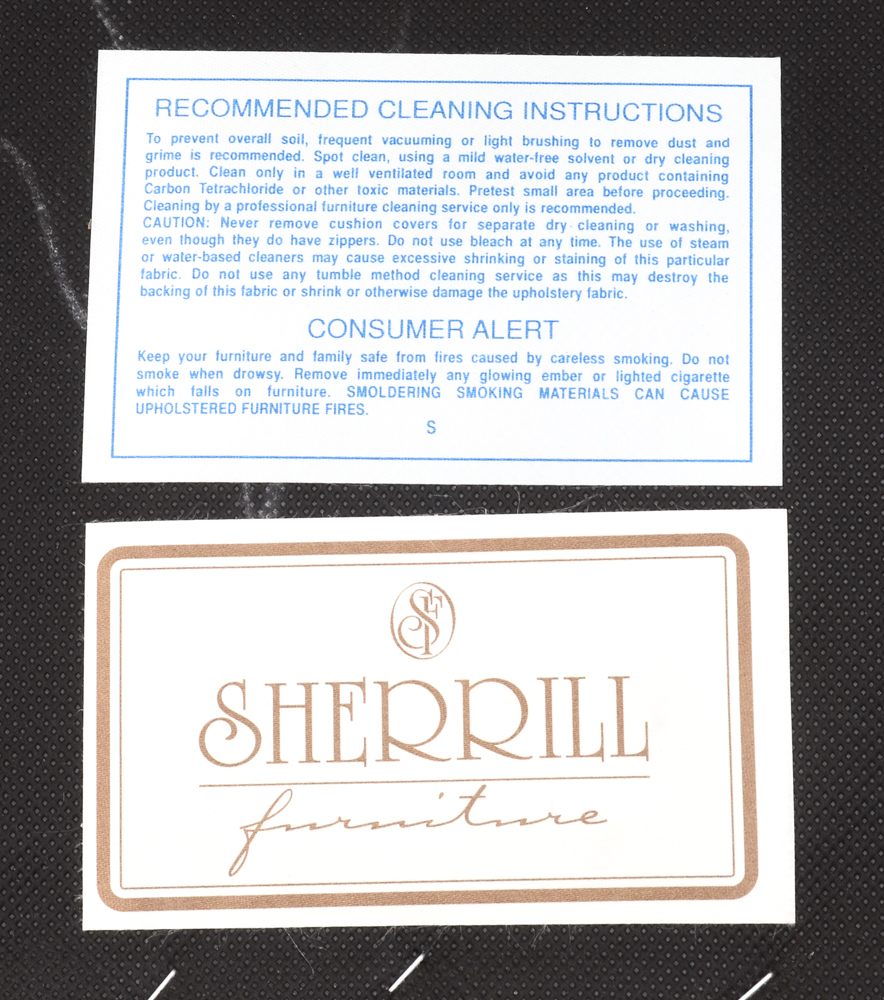 RECOMMENDED CLEANING INSTRUCTIONS
To prevent overall soil, frequent vacuuming or light brushing to remove dust and
grime is recommended. Spot clean, using a mild water-free solvent or dry cleaning
product. Clean only in a well ventilated room and avoid any product containing
Carbon Tetrachloride or other toxic materials. Pretest small area before proceeding.
Cleaning by a professional furniture cleaning service only is recommended.
CAUTION: Never remove cushion covers for separate dry cleaning or washing,
even though they do have zippers. Do not use bleach at any time. The use of steam
or water-based cleaners may cause excessive shrinking or staining of this particular
fabric. Do not use any tumble method cleaning service as this may destroy the
backing of this fabric or shrink or otherwise damage the upholstery fabric.
CONSUMER ALERT
Keep your furniture and family safe from fires caused by careless smoking. Do not
smoke when drowsy. Remove immediately any glowing ember or lighted cigarette
which falls on furniture. SMOLDERING SMOKING MATERIALS CAN CAUSE
UPHOLSTERED FURNITURE FIRES.
S
SF
SHERRILL
furniture